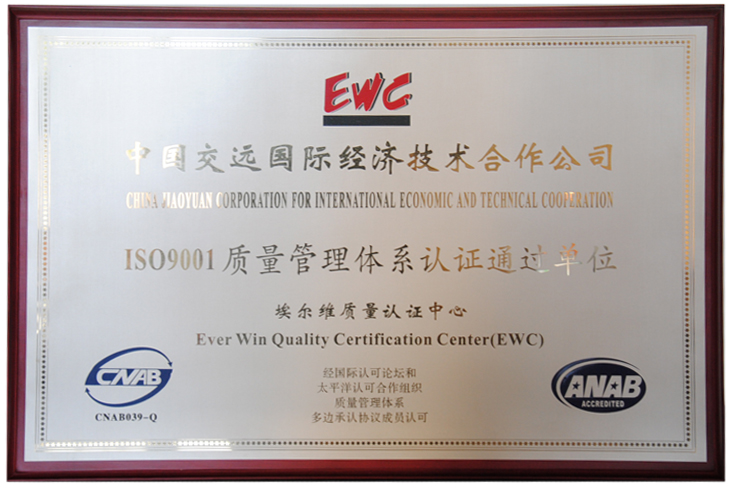 EWC
中国交远国际经济技术合作公司
CHINA JIAOYUAN CORPORATION FOR INTERNATIONAL ECONOMIC AND TECHNICAL COOPERATION
ISO9001质量管理体系认证通过单位
埃尔维质量认证中心
Ever Win Quality Certification Center(EWC)
经国际认可论坛和
太平洋认可合作组织
质量管理体系
多边承认协议成员认可
CNAB
CNAB039-Q
ANAB
ACCREDITED